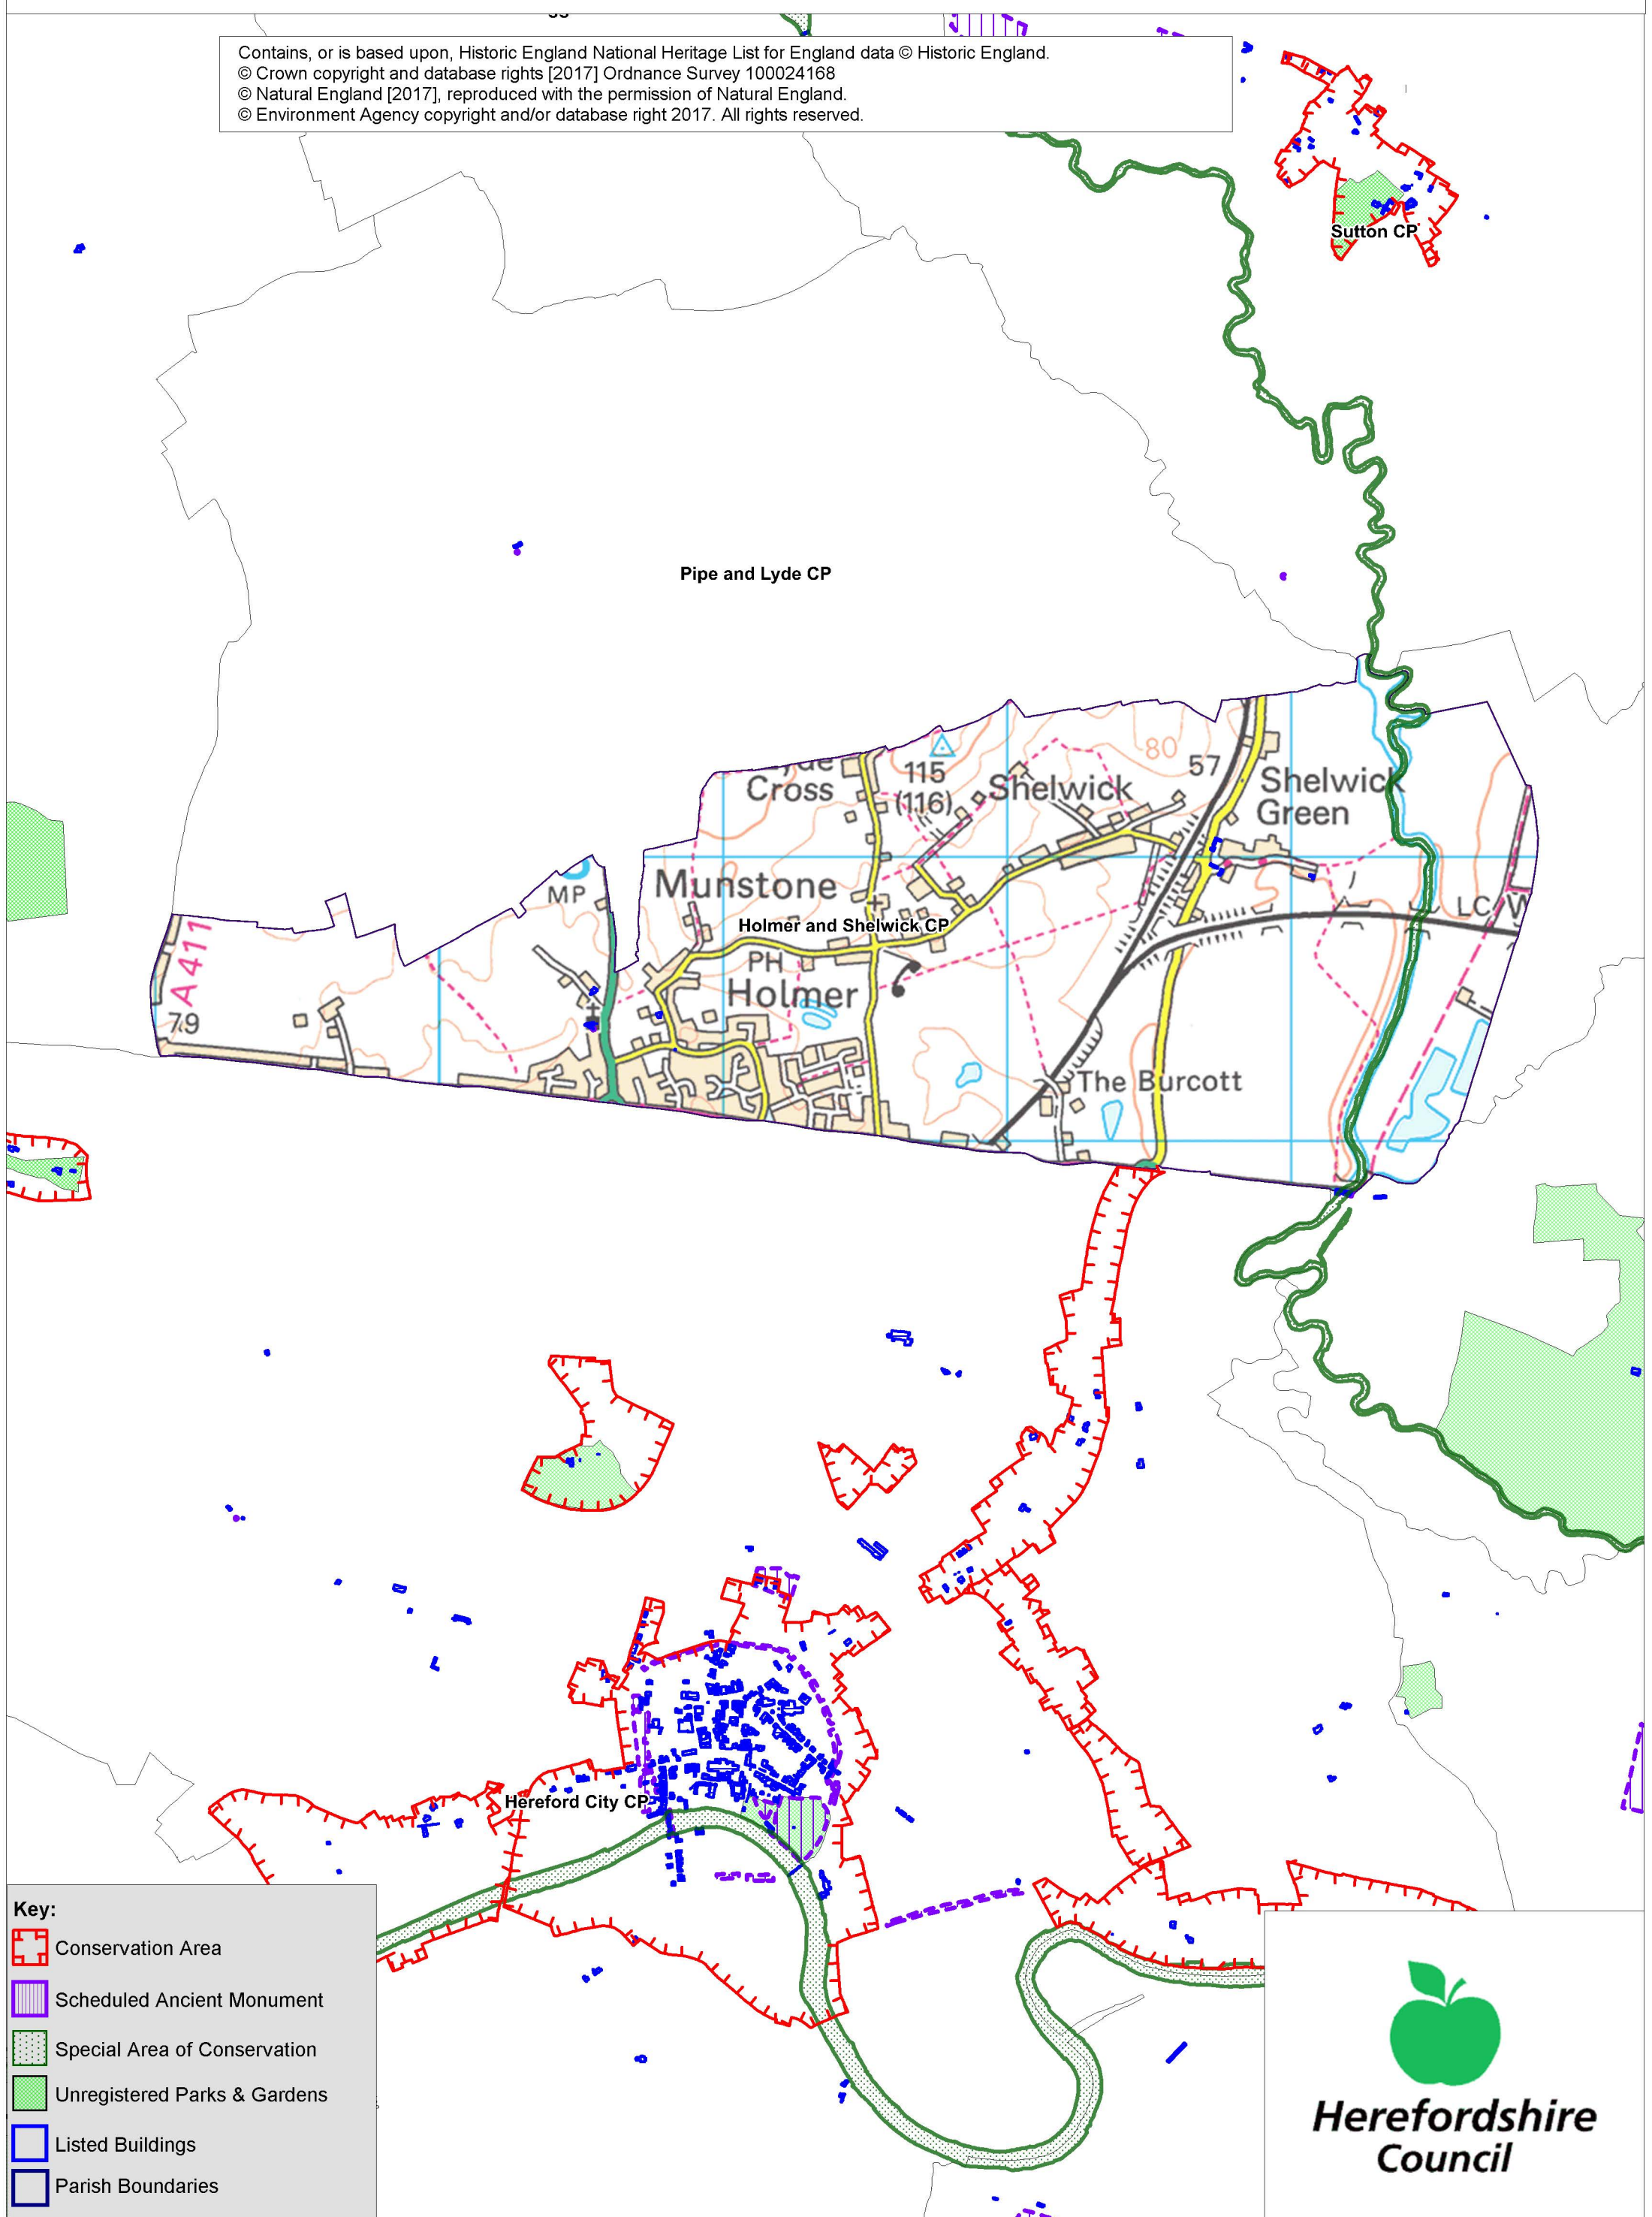 Contains, or is based upon, Historic England National Heritage List for England data © Historic England.
© Crown copyright and database rights [2017] Ordnance Survey 100024168
© Natural England [2017], reproduced with the permission of Natural England.
© Environment Agency copyright and/or database right 2017. All rights reserved.
Sutton CP
Pipe and Lyde CP
80
57
115
(116)
Cross
Shelwick
Shelwick
Green
MP
Munstone
LC
A 411
Holmer and Shelwick CP
PH
Holmer
79
The Burcott
Hereford City CP
Key:
Conservation Area
Scheduled Ancient Monument
Special Area of Conservation
Unregistered Parks & Gardens
Listed Buildings
Parish Boundaries
Herefordshire
Council